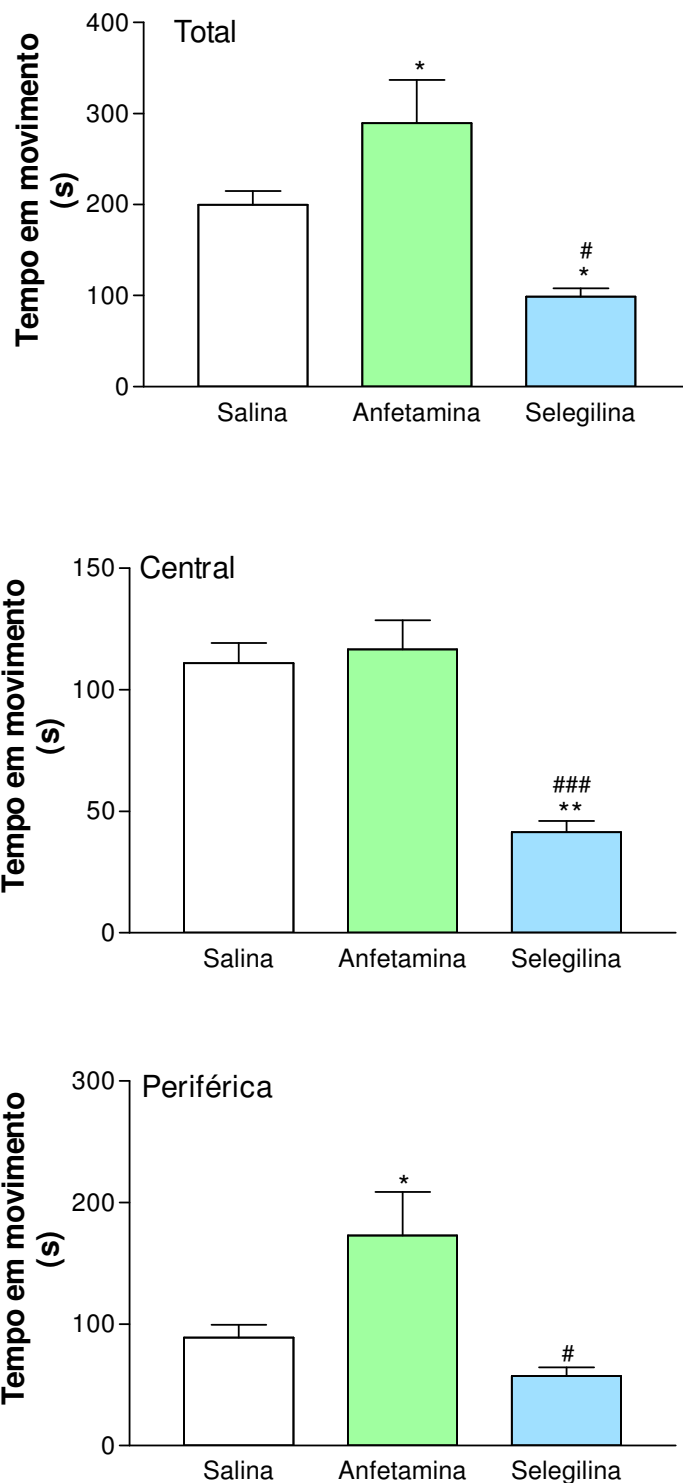 Total
Tempo em movimento
(s)
400
300
200
100
0
*
#
*
Salina Anfetamina Selegilina
Central
Tempo em movimento
(s)
150
100
50
0
###
**
Salina Anfetamina Selegilina
Periférica
Tempo em movimento
(s)
300
200
100
0
*
#
Salina Anfetamina Selegilina